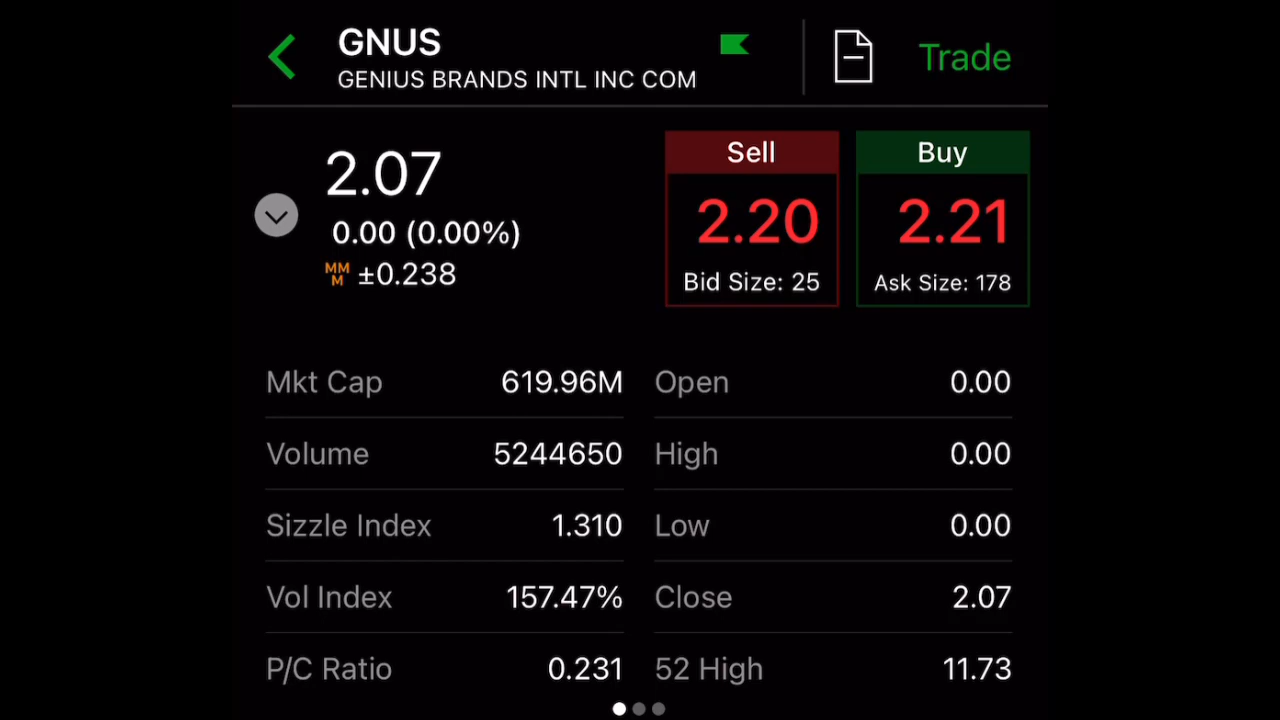 GNUS
GENIUS BRANDS INTL INC COM
Trade
2.07
0.00 (0.00%)
MM
M ±0.238
Sell
2.20
Bid Size: 25
Buy
2.21
Ask Size: 178
Mkt Cap 619.96M Open 0.00
Volume 5244650 High 0.00
Sizzle Index 1.310 Low 0.00
Vol Index 157.47% Close 2.07
P/C Ratio 0.231 52 High 11.73